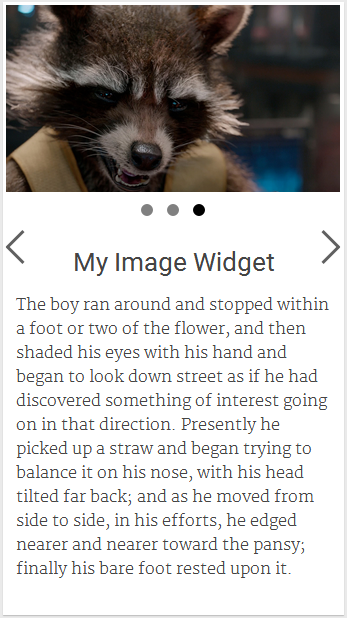 My Image Widget
The boy ran around and stopped within
a foot or two of the flower, and then
shaded his eyes with his hand and
began to look down street as if he had
discovered something of interest going
on in that direction. Presently he
picked up a straw and began trying to
balance it on his nose, with his head
tilted far back; and as he moved from
side to side, in his efforts, he edged
nearer and nearer toward the pansy;
finally his bare foot rested upon it.